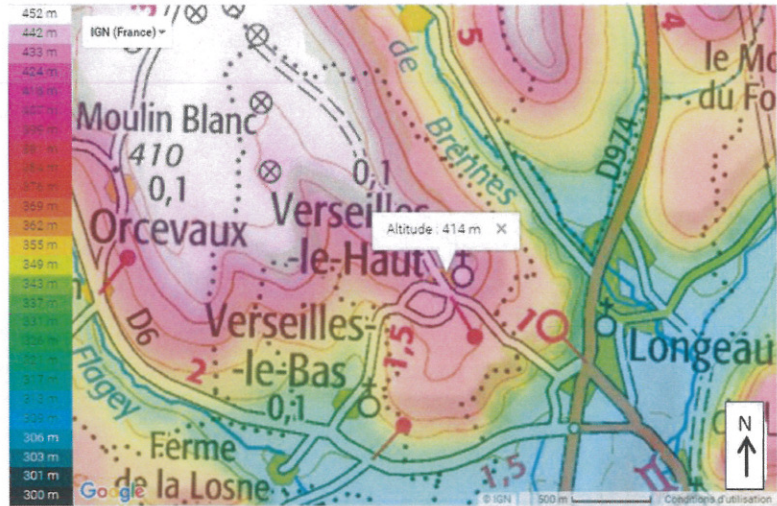 452 m
442 m
433 m
424 m
369 m
362 m
355 m
349 m
343 m
337 m
331 m
317 m
306 m
303 m
301 m
300 m
IGN (France)
5
4
de
le Mo
du Fo
Moulin Blanc
410
0,1
Brennes
D974
0,1
Verseilles
-le-Haut
Orcevaux
Altitude : 414 m ×
D6
2
Verseilles-
-le-Bas
1,5
1
Longeau
Flagey
0,1
Ferme
de la Losne
1,5
N
Google
© IGN
500 m
Conditions d'utilisation